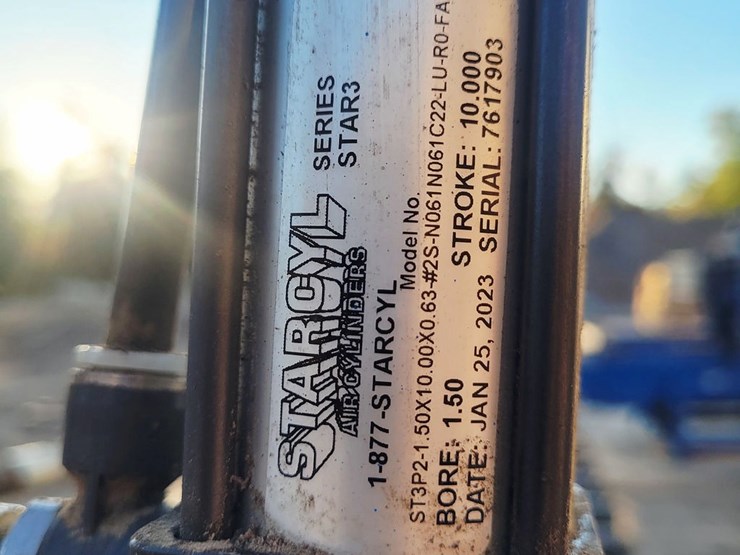 STARCYL
AIR CYLINDERS
SERIES
STAR3
1-877-STARCYL
Model No.
ST3P2-1.50X10.00X0.63-#2S-N061N061C22-LU-R0-FA
BORE: 1.50 STROKE: 10.000
DATE: JAN 25, 2023 SERIAL: 7617903